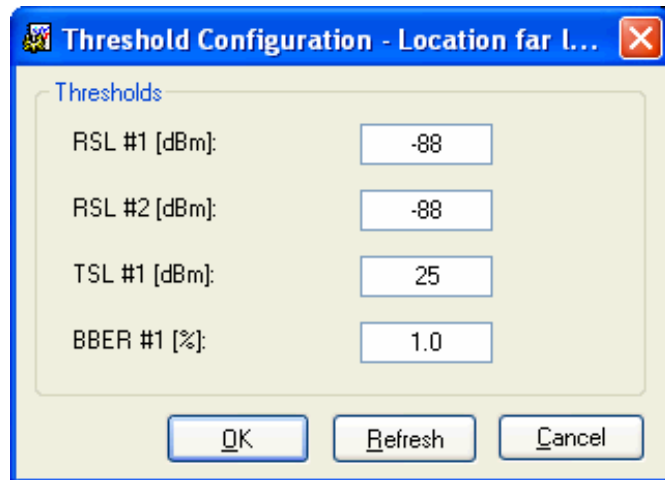 Threshold Configuration - Location far l...
Thresholds
RSL #1 [dBm]: -88
RSL #2 [dBm]: -88
TSL #1 [dBm]: 25
BBER #1 [%]: 1.0
OK Refresh Cancel